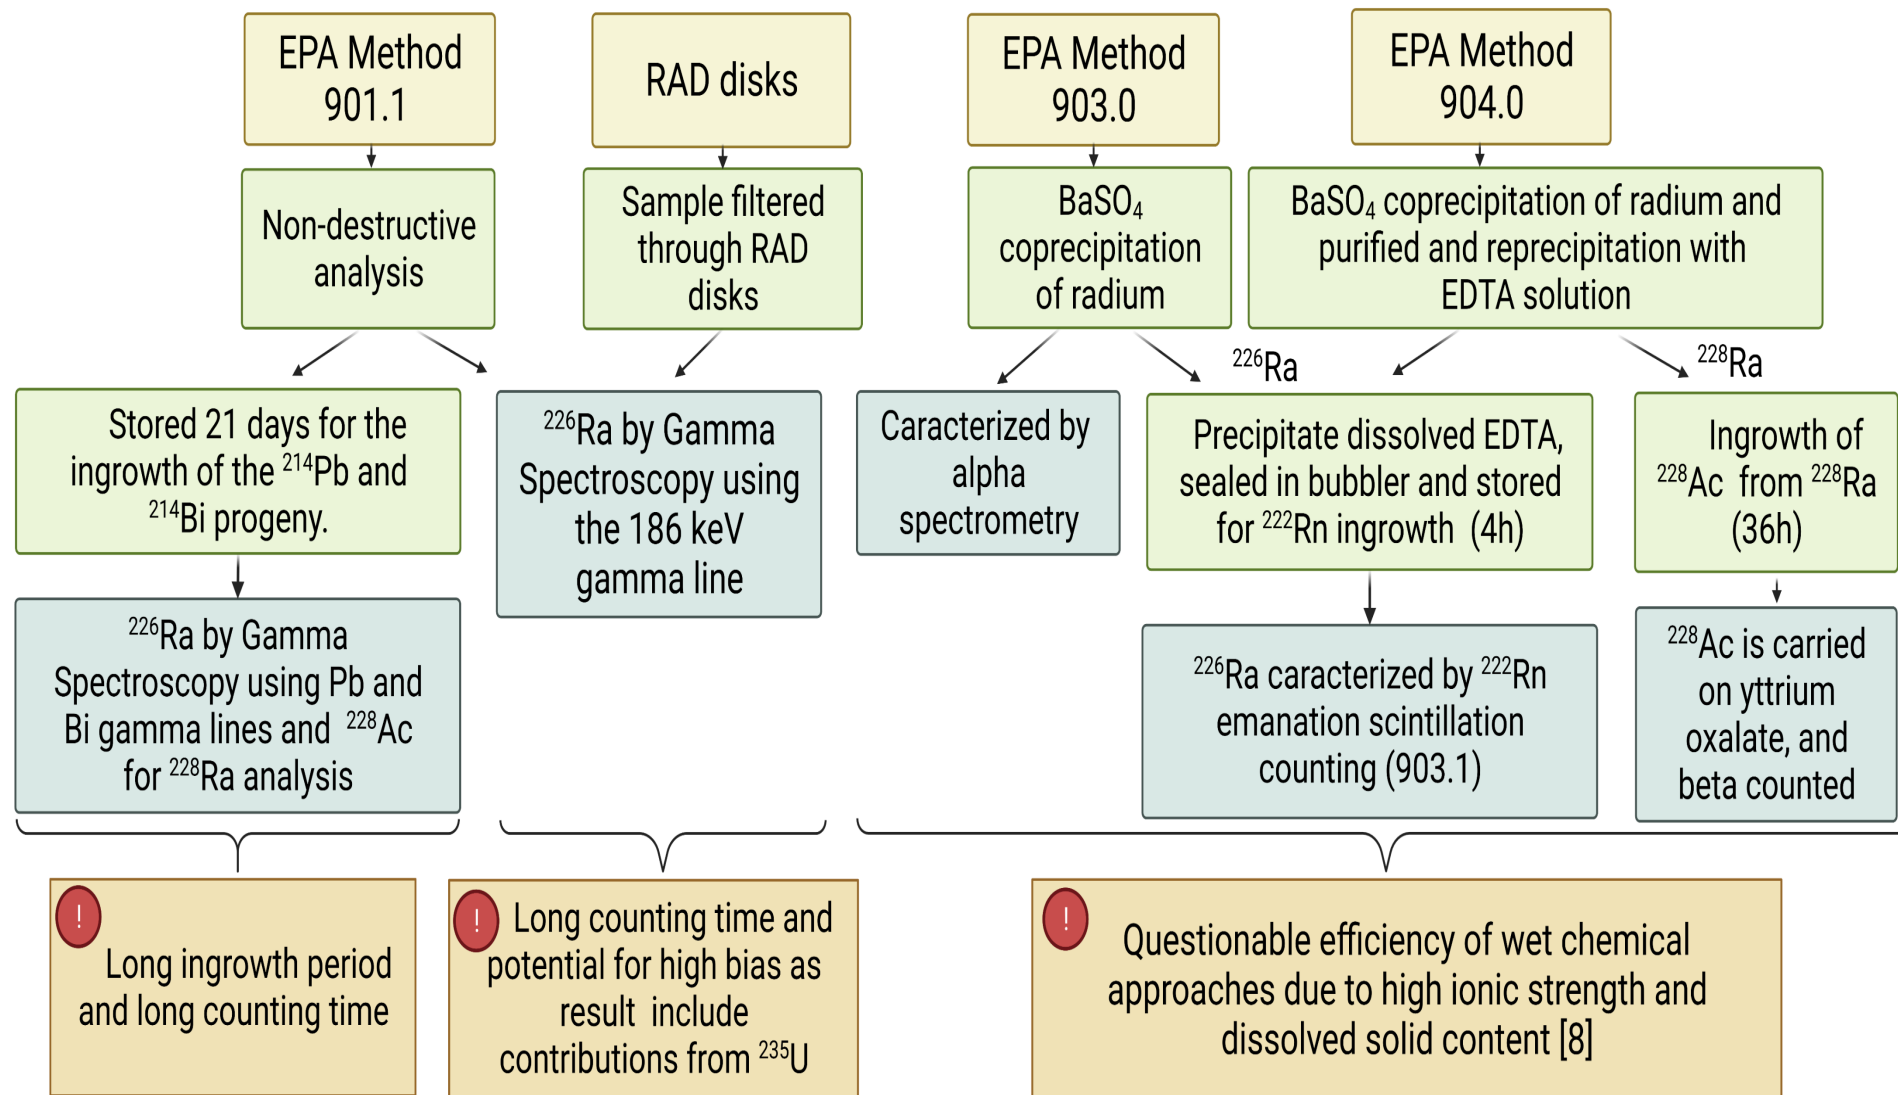 EPA Method
901.1
RAD disks
EPA Method
903.0
EPA Method
904.0
Non-destructive
analysis
Sample filtered
through RAD
disks
BaSO₄
coprecipitation
of radium
BaSO₄ coprecipitation of radium and
purified and reprecipitation with
EDTA solution
²²⁶Ra
²²⁸Ra
Stored 21 days for the
ingrowth of the ²¹⁴Pb and
²¹⁴Bi progeny.
²²⁶Ra by Gamma
Spectroscopy using
the 186 keV
gamma line
Caracterized by
alpha
spectrometry
Precipitate dissolved EDTA,
sealed in bubbler and stored
for ²²²Rn ingrowth (4h)
Ingrowth of
²²⁸Ac from ²²⁸Ra
(36h)
²²⁶Ra by Gamma
Spectroscopy using Pb and
Bi gamma lines and ²²⁸Ac
for ²²⁸Ra analysis
²²⁶Ra caracterized by ²²²Rn
emanation scintillation
counting (903.1)
²²⁸Ac is carried
on yttrium
oxalate, and
beta counted
!
Long ingrowth period
and long counting time
!
Long counting time and
potential for high bias as
result include
contributions from ²³⁵U
!
Questionable efficiency of wet chemical
approaches due to high ionic strength and
dissolved solid content [8]